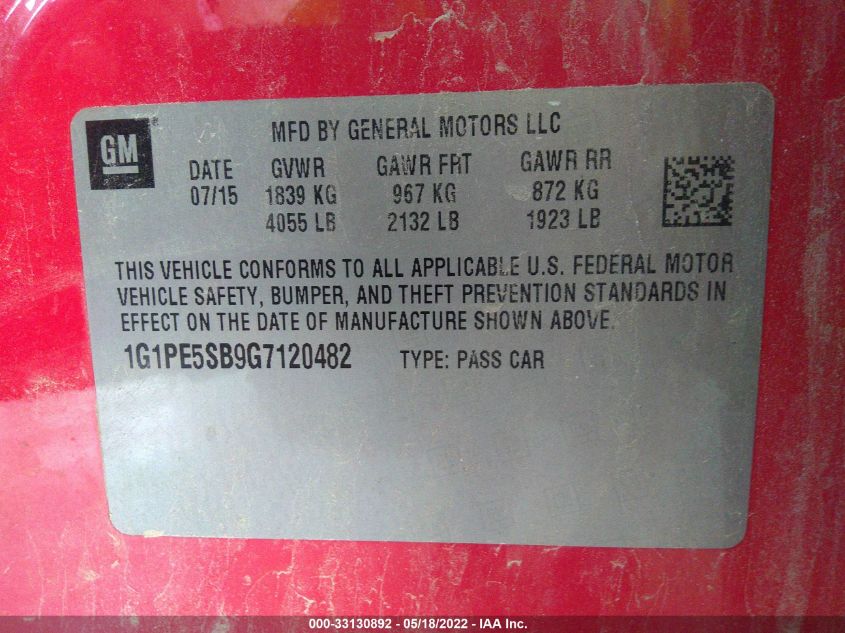 GM
MFD BY GENERAL MOTORS LLC
DATE GVWR GAWR FRT GAWR RR
07/15 1839 KG 967 KG 872 KG
4055 LB 2132 LB 1923 LB
THIS VEHICLE CONFORMS TO ALL APPLICABLE U.S. FEDERAL MOTOR
VEHICLE SAFETY, BUMPER, AND THEFT PREVENTION STANDARDS IN
EFFECT ON THE DATE OF MANUFACTURE SHOWN ABOVE.
1G1PE5SB9G7120482 TYPE: PASS CAR
000-33130892 - 05/18/2022 - IAA Inc.